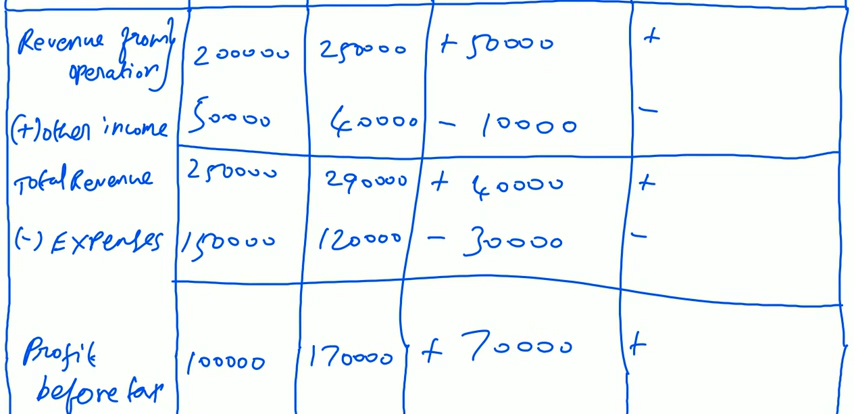 Revenue from
operation 200000 250000 + 50000 +
(+) other income 50000 40000 - 10000 -
Total Revenue 250000 290000 + 40000 +
(-) Expenses 150000 120000 - 30000 -
Profit 100000 170000 + 70000 +
before tax